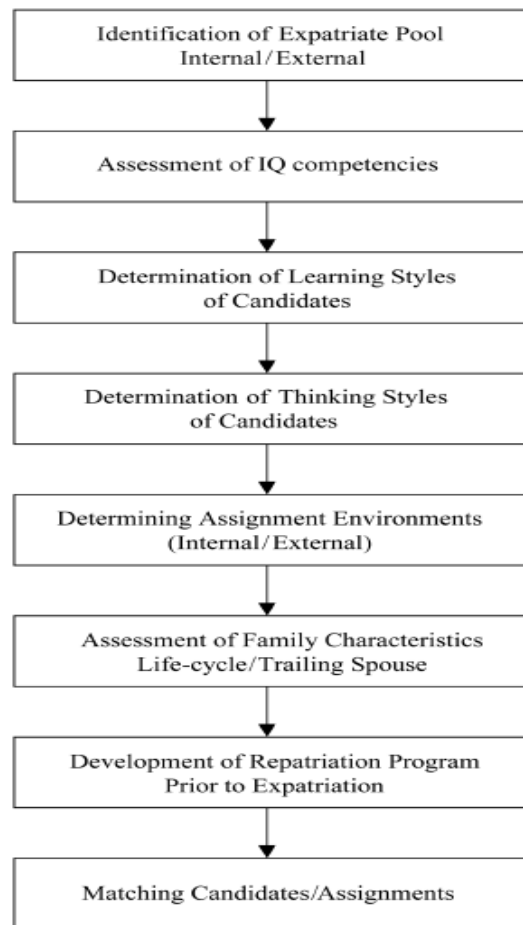 Identification of Expatriate Pool
Internal/External
Assessment of IQ competencies
Determination of Learning Styles
of Candidates
Determination of Thinking Styles
of Candidates
Determining Assignment Environments
(Internal/External)
Assessment of Family Characteristics
Life-cycle/Trailing Spouse
Development of Repatriation Program
Prior to Expatriation
Matching Candidates/Assignments